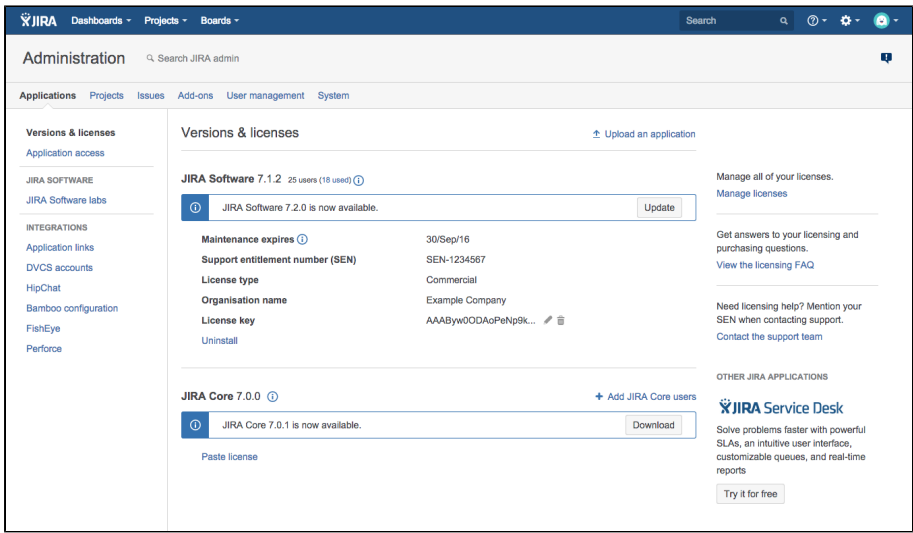 JIRA Dashboards Projects Boards Search
Administration Search JIRA admin
Applications Projects Issues Add-ons User management System
Versions & licenses
Application access
JIRA SOFTWARE
JIRA Software labs
INTEGRATIONS
Application links
DVCS accounts
HipChat
Bamboo configuration
FishEye
Perforce
Versions & licenses Upload an application
JIRA Software 7.1.2 25 users (18 used)
JIRA Software 7.2.0 is now available. Update
Maintenance expires 30/Sep/16
Support entitlement number (SEN) SEN-1234567
License type Commercial
Organisation name Example Company
License key AAAByw0ODAoPeNp9k...
Uninstall
JIRA Core 7.0.0 + Add JIRA Core users
JIRA Core 7.0.1 is now available. Download
Paste license
Manage all of your licenses.
Manage licenses
Get answers to your licensing and
purchasing questions.
View the licensing FAQ
Need licensing help? Mention your
SEN when contacting support.
Contact the support team
OTHER JIRA APPLICATIONS
JIRA Service Desk
Solve problems faster with powerful
SLAs, an intuitive user interface,
customizable queues, and real-time
reports
Try it for free